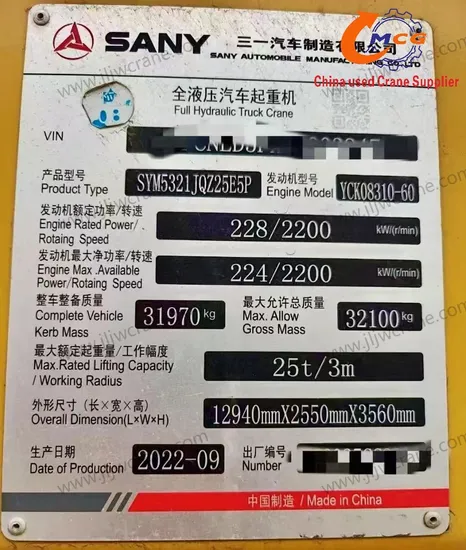 SANY 三一汽车制造有限公司
SANY AUTOMOBILE MANUFACTURING CO., LTD
MCG
China used Crane Supplier
全液压汽车起重机
Full Hydraulic Truck Crane
VIN
产品型号 SYM5321JQZ25E5P 发动机型号 YCK08310-60
Product Type Engine Model
发动机额定功率/转速
Engine Rated Power/ 228/2200 kW/(r/min)
Rotaing Speed
发动机最大净功率/转速
Engine Max .Available 224/2200 kW/(r/min)
Power/Rotating Speed
整车整备质量 最大允许总质量
Complete Vehicle 31970 kg Max. Allow 32100 kg
Kerb Mass Gross Mass
最大额定起重量/工作幅度
Max.Rated Lifting Capacity 25t/3m
/ Working Radius
外形尺寸 (长×宽×高) 12940mmX2550mmX3560mm
Overall Dimension(L×W×H)
生产日期 2022-09 出厂编号
Date of Production Number
中国制造 / Made in China
www.jljwcrane.com